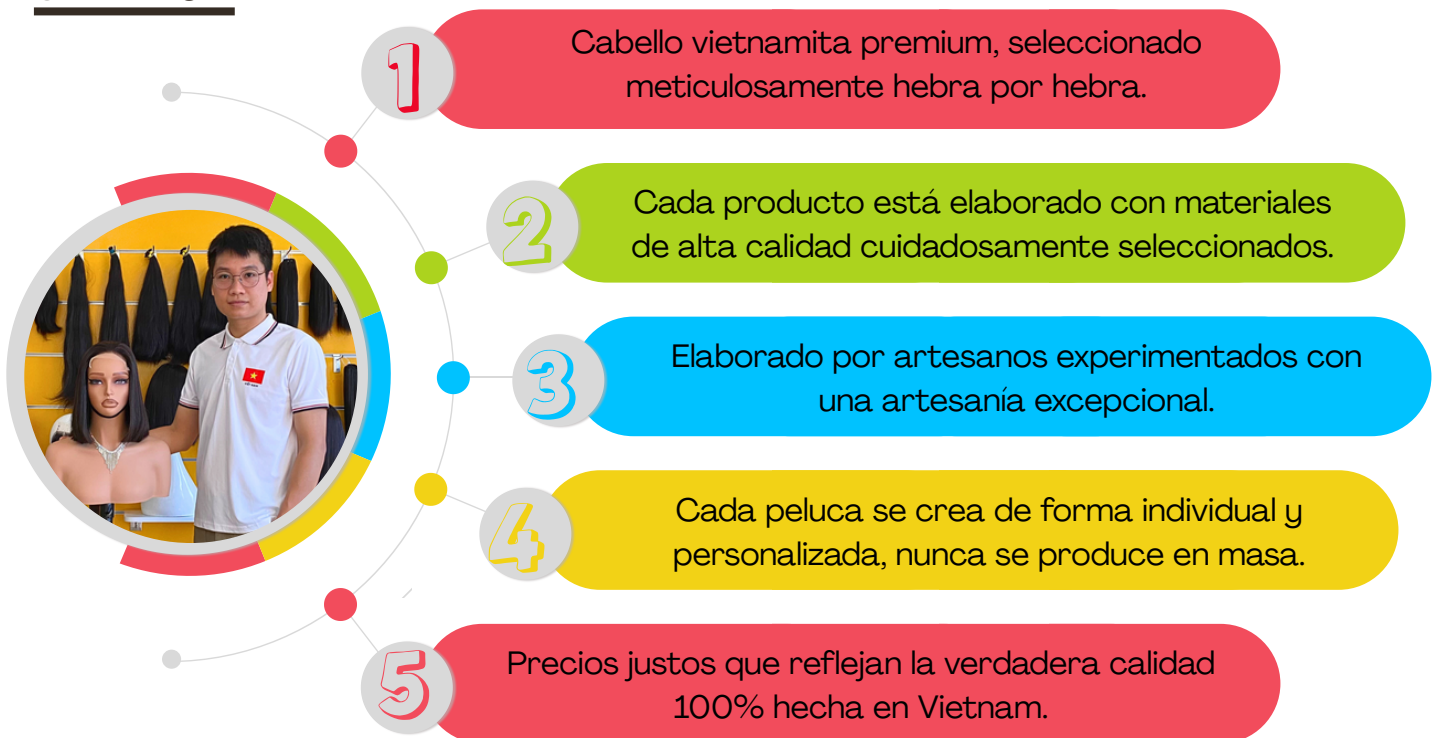 1
Cabello vietnamita premium, seleccionado
meticulosamente hebra por hebra.
2
Cada producto está elaborado con materiales
de alta calidad cuidadosamente seleccionados.
3
Elaborado por artesanos experimentados con
una artesanía excepcional.
4
Cada peluca se crea de forma individual y
personalizada, nunca se produce en masa.
5
Precios justos que reflejan la verdadera calidad
100% hecha en Vietnam.